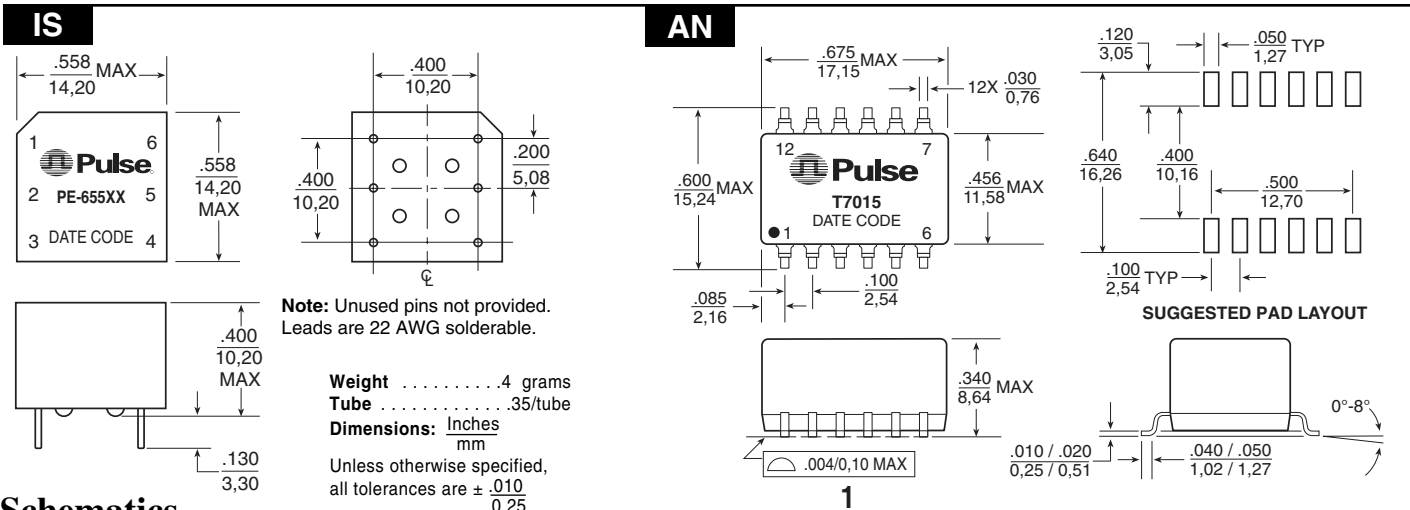 IS
.558
14,20
MAX
1
6
Pulse
2
PE-655XX
5
3
DATE CODE
4
.558
14,20
MAX
.400
10,20
.400
10,20
.200
5,08
℄
.400
10,20
MAX
.130
3,30
Note: Unused pins not provided.
Leads are 22 AWG solderable.
Weight . . . . . . . . . .4 grams
Tube . . . . . . . . . . . . .35/tube
Dimensions: Inches
mm
Unless otherwise specified,
all tolerances are ± .010
0,25
Schematics
AN
.675
17,15
MAX
12X .030
0,76
12
7
Pulse
T7015
DATE CODE
1
6
.600
15,24
MAX
.456
11,58
MAX
.085
2,16
.100
2,54
.120
3,05
.050
1,27
TYP
.640
16,26
.400
10,16
.500
12,70
.100
2,54
TYP
SUGGESTED PAD LAYOUT
.340
8,64
MAX
.004/0,10 MAX
.010 / .020
0,25 / 0,51
.040 / .050
1,02 / 1,27
0°-8°
1